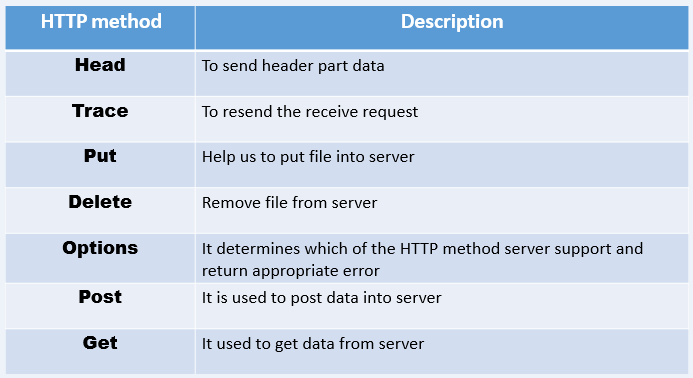 HTTP method Description
Head To send header part data
Trace To resend the receive request
Put Help us to put file into server
Delete Remove file from server
Options It determines which of the HTTP method server support and
return appropriate error
Post It is used to post data into server
Get It used to get data from server